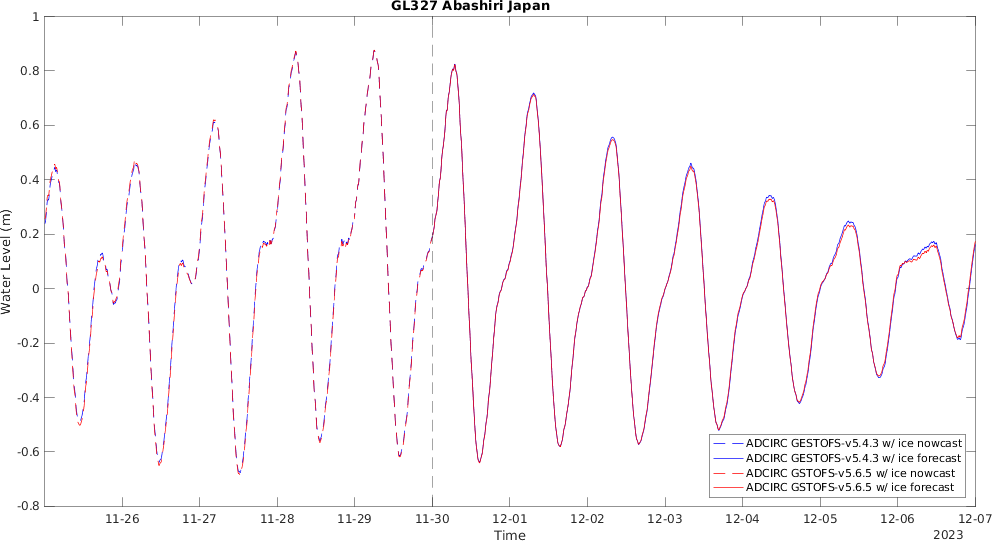 GL327 Abashiri Japan
1
0.8
0.6
0.4
0.2
0
-0.2
-0.4
-0.6
-0.8
Water Level (m)
ADCIRC GESTOFS-v5.4.3 w/ ice nowcast
ADCIRC GESTOFS-v5.4.3 w/ ice forecast
ADCIRC GSTOFS-v5.6.5 w/ ice nowcast
ADCIRC GSTOFS-v5.6.5 w/ ice forecast
11-26 11-27 11-28 11-29 11-30 12-01 12-02 12-03 12-04 12-05 12-06 12-07
Time
2023